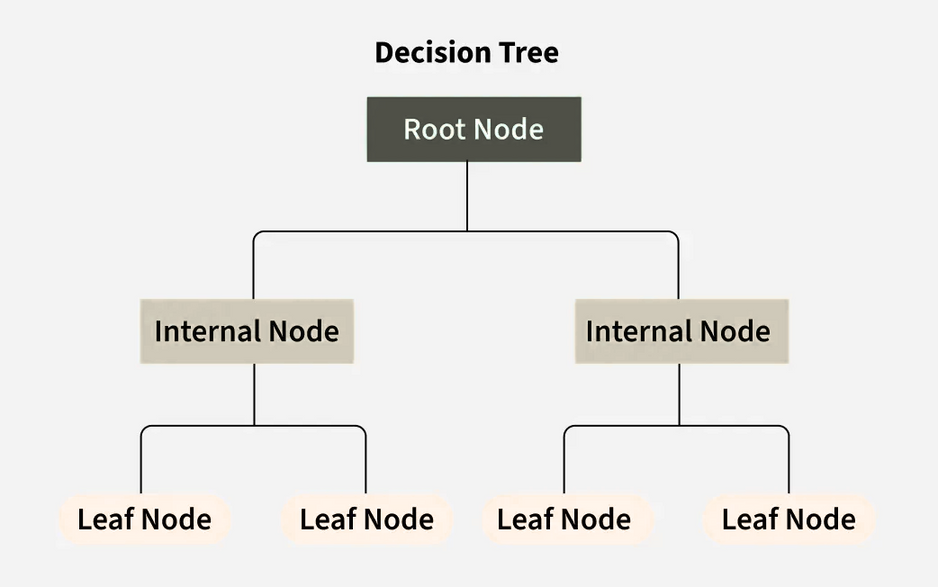 Decision Tree
Root Node
Internal Node
Internal Node
Leaf Node
Leaf Node
Leaf Node
Leaf Node